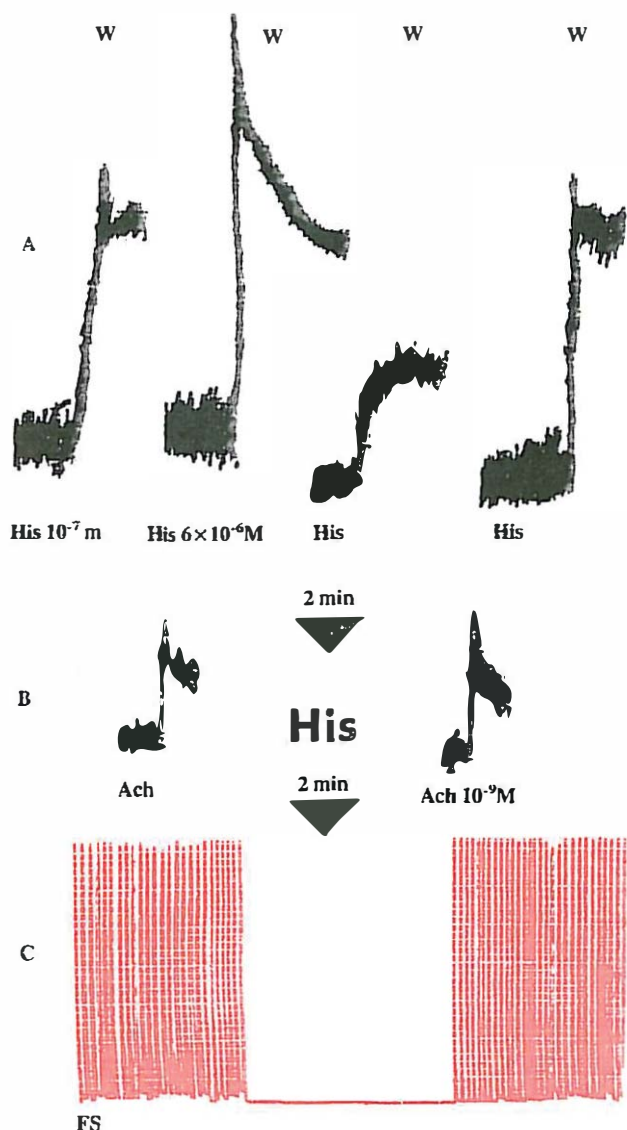 W W W W
A
His 10⁻⁷ m His 6×10⁻⁶M His His
2 min
B
His
Ach Ach 10⁻⁹M
2 min
C
FS